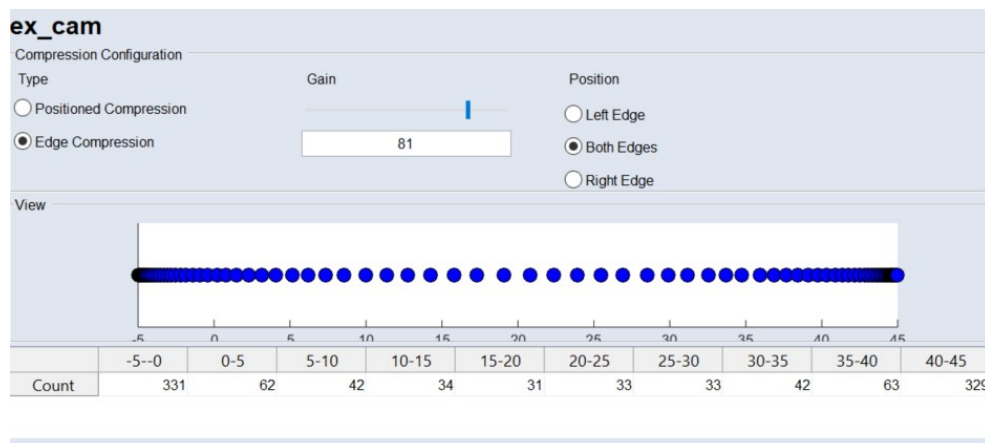 ex_cam
Compression Configuration
Type Gain Position
Positioned Compression Left Edge
Edge Compression 81 Both Edges
Right Edge
View
-5 0 5 10 15 20 25 30 35 40 45
-5--0 0-5 5-10 10-15 15-20 20-25 25-30 30-35 35-40 40-45
Count 331 62 42 34 31 33 33 42 63 329